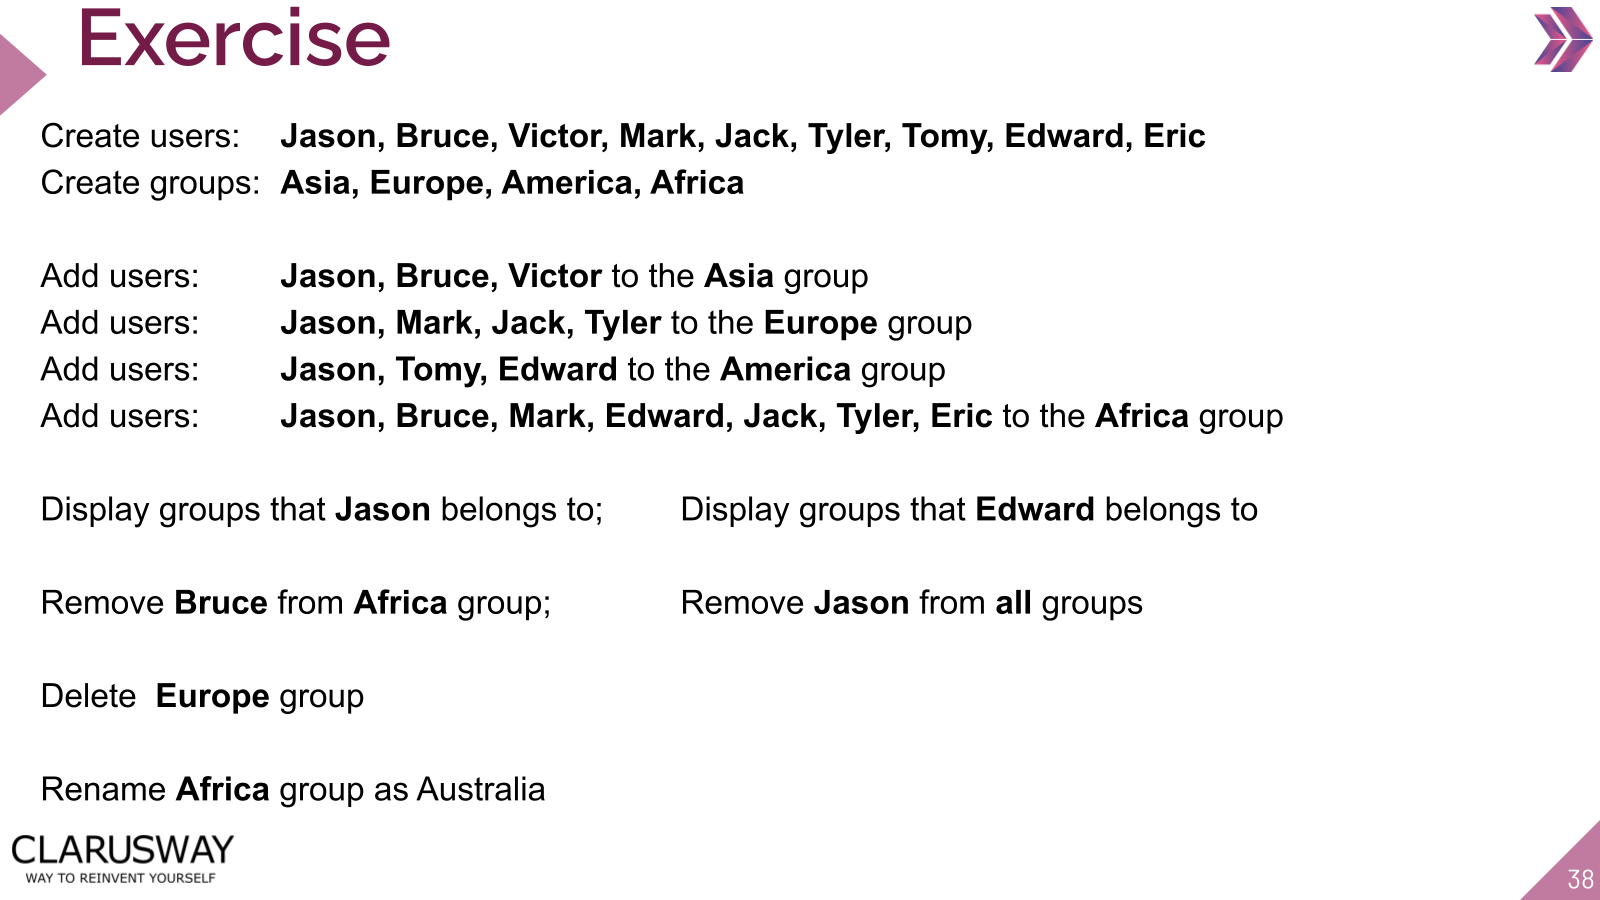 Exercise
Create users: Jason, Bruce, Victor, Mark, Jack, Tyler, Tomy, Edward, Eric
Create groups: Asia, Europe, America, Africa
Add users: Jason, Bruce, Victor to the Asia group
Add users: Jason, Mark, Jack, Tyler to the Europe group
Add users: Jason, Tomy, Edward to the America group
Add users: Jason, Bruce, Mark, Edward, Jack, Tyler, Eric to the Africa group
Display groups that Jason belongs to; Display groups that Edward belongs to
Remove Bruce from Africa group; Remove Jason from all groups
Delete Europe group
Rename Africa group as Australia
CLARUSWAY
WAY TO REINVENT YOURSELF
38